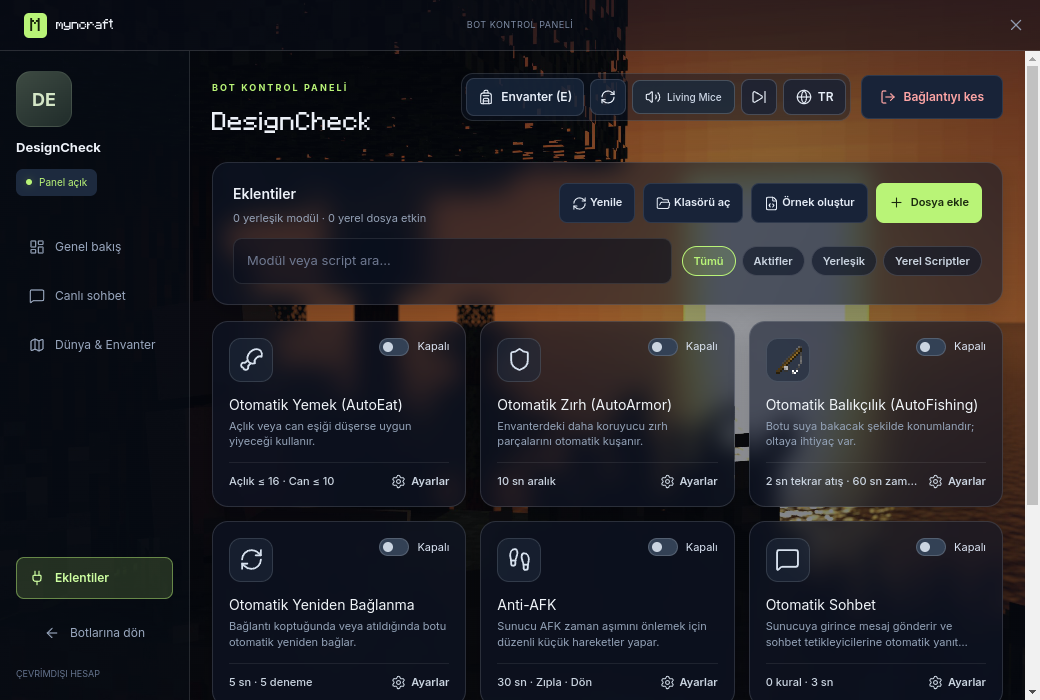 myncraft
BOT KONTROL PANELİ
DE
DesignCheck
Panel açık
Genel bakış
Canlı sohbet
Dünya & Envanter
Eklentiler
Botlarına dön
ÇEVRİMDIŞI HESAP
BOT KONTROL PANELİ
DesignCheck
Envanter (E)
Living Mice
TR
Bağlantıyı kes
Eklentiler
0 yerleşik modül · 0 yerel dosya etkin
Yenile
Klasörü aç
Örnek oluştur
Dosya ekle
Modül veya script ara...
Tümü
Aktifler
Yerleşik
Yerel Scriptler
Kapalı
Otomatik Yemek (AutoEat)
Açlık veya can eşiği düşerse uygun
yiyeceği kullanır.
Açlık ≤ 16 · Can ≤ 10
Ayarlar
Kapalı
Otomatik Zırh (AutoArmor)
Envanterdeki daha koruyucu zırh
parçalarını otomatik kuşanır.
10 sn aralık
Ayarlar
Kapalı
Otomatik Balıkçılık (AutoFishing)
Botu suya bakacak şekilde konumlandır;
oltaya ihtiyaç var.
2 sn tekrar atış · 60 sn zam...
Ayarlar
Kapalı
Otomatik Yeniden Bağlanma
Bağlantı koptuğunda veya atıldığında botu
otomatik yeniden bağlar.
5 sn · 5 deneme
Ayarlar
Kapalı
Anti-AFK
Sunucu AFK zaman aşımını önlemek için
düzenli küçük hareketler yapar.
30 sn · Zıpla · Dön
Ayarlar
Kapalı
Otomatik Sohbet
Sunucuya girince mesaj gönderir ve
sohbet tetikleyicilerine otomatik yanıt...
0 kural · 3 sn
Ayarlar